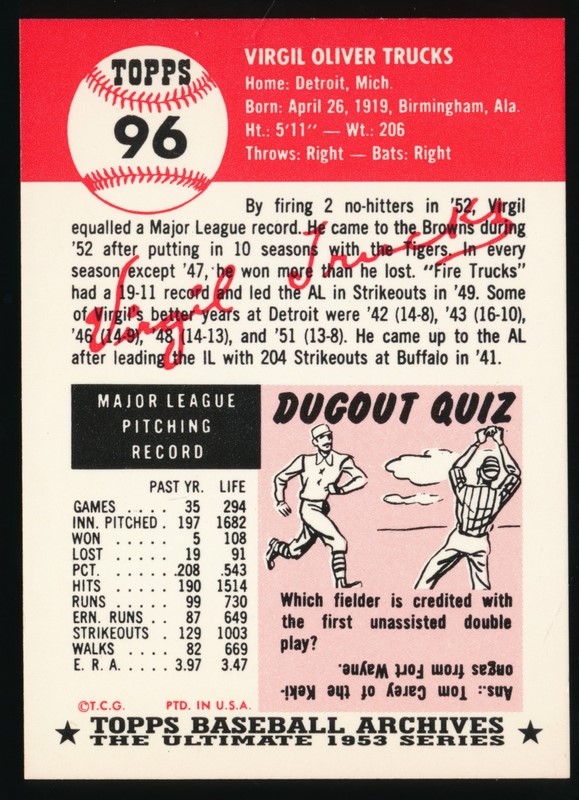 TOPPS
96
VIRGIL OLIVER TRUCKS
Home: Detroit, Mich.
Born: April 26, 1919, Birmingham, Ala.
Ht.: 5'11" — Wt.: 206
Throws: Right — Bats: Right
By firing 2 no-hitters in '52, Virgil
equalled a Major League record. He came to the Browns during
'52 after putting in 10 seasons with the Tigers. In every
season except '47, he won more than he lost. "Fire Trucks"
had a 19-11 record and led the AL in Strikeouts in '49. Some
of Virgil's better years at Detroit were '42 (14-8), '43 (16-10),
'46 (14-9), '48 (14-13), and '51 (13-8). He came up to the AL
after leading the IL with 204 Strikeouts at Buffalo in '41.
Virgil Trucks
MAJOR LEAGUE
PITCHING
RECORD
PAST YR. LIFE
GAMES . . . . . 35 294
INN. PITCHED . 197 1682
WON . . . . . . 5 108
LOST . . . . . 19 91
PCT. . . . . . .208 .543
HITS . . . . . 190 1514
RUNS . . . . . 99 730
ERN. RUNS . . 87 649
STRIKEOUTS . . 129 1003
WALKS . . . . 82 669
E. R. A. . . . . 3.97 3.47
DUGOUT QUIZ
Which fielder is credited with
the first unassisted double
play?
Ans.: Tom Carey of the Keki-
ongas from Fort Wayne.
©T.C.G. PTD. IN U.S.A.
★ TOPPS BASEBALL ARCHIVES ★
THE ULTIMATE 1953 SERIES